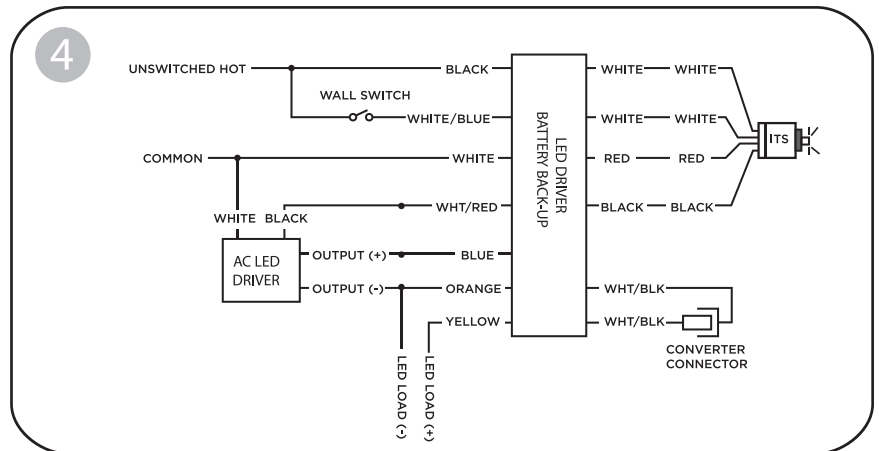 4
UNSWITCHED HOT
BLACK
WHITE
WHITE
WALL SWITCH
WHITE/BLUE
WHITE
WHITE
ITS
COMMON
WHITE
RED
RED
WHT/RED
BLACK
BLACK
WHITE
BLACK
LED DRIVER
BATTERY BACK-UP
AC LED
DRIVER
OUTPUT (+)
BLUE
OUTPUT (-)
ORANGE
WHT/BLK
YELLOW
WHT/BLK
CONVERTER
CONNECTOR
LED LOAD (-)
LED LOAD (+)